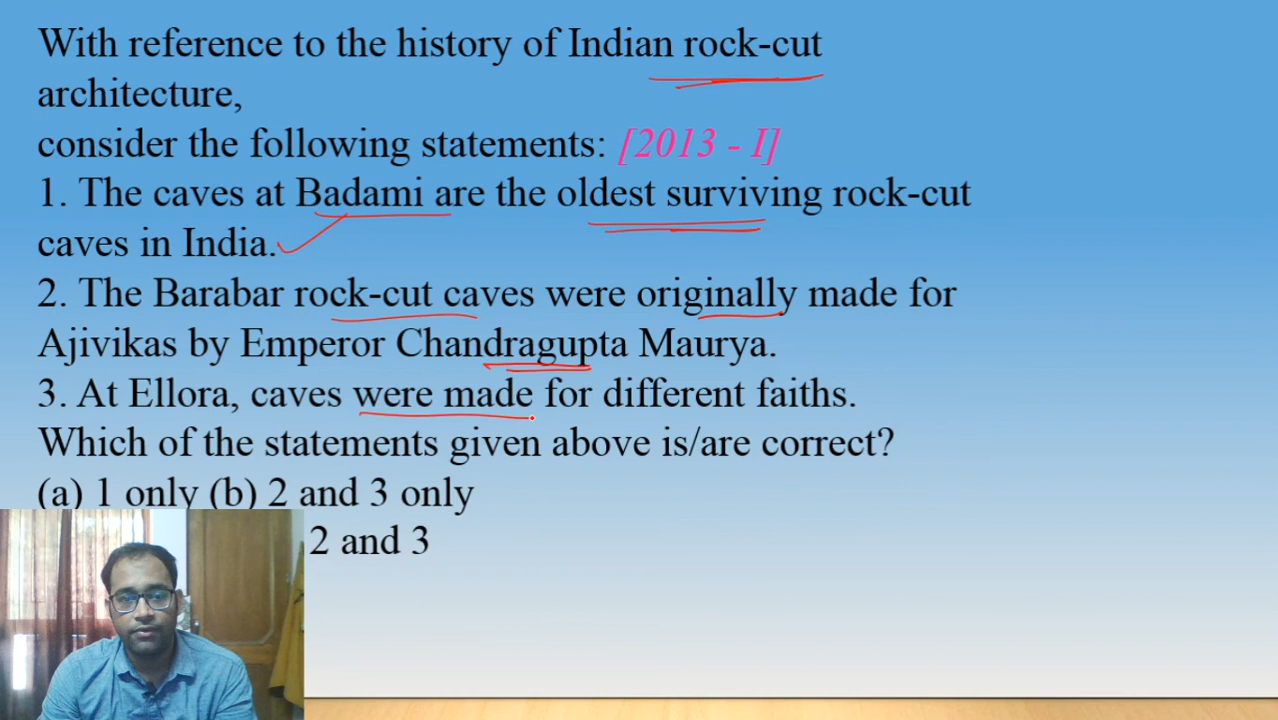 With reference to the history of Indian rock-cut
architecture,
consider the following statements: [2013 - I]
1. The caves at Badami are the oldest surviving rock-cut
caves in India.
2. The Barabar rock-cut caves were originally made for
Ajivikas by Emperor Chandragupta Maurya.
3. At Ellora, caves were made for different faiths.
Which of the statements given above is/are correct?
(a) 1 only (b) 2 and 3 only
2 and 3